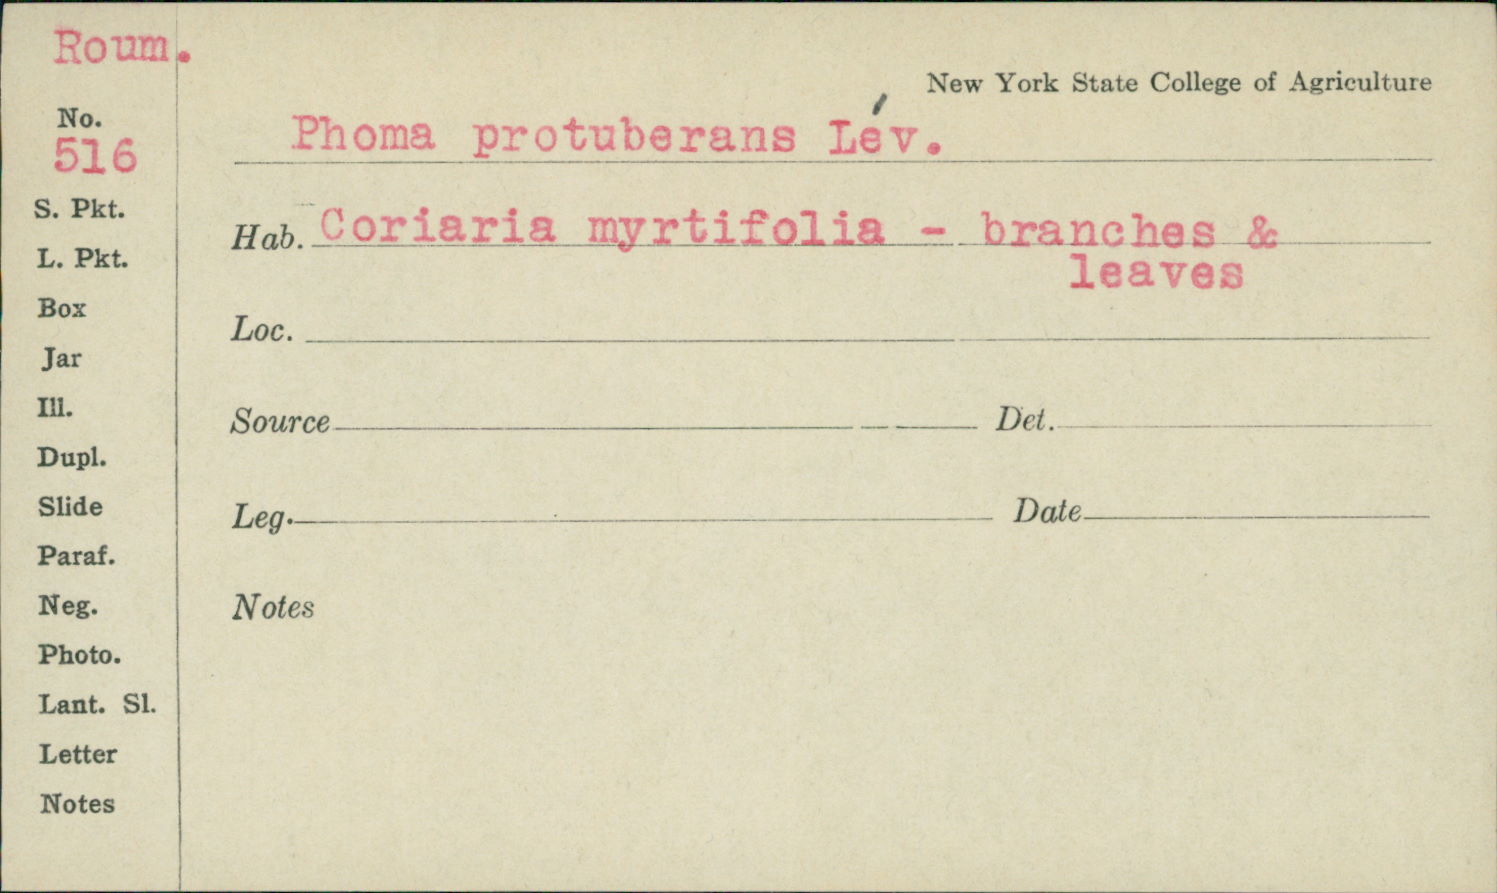 Roum.
New York State College of Agriculture
No.
516
Phoma protuberans Lév.
S. Pkt.
Hab. Coriaria myrtifolia - branches &
leaves
L. Pkt.
Box
Loc.
Jar
Ill.
Source Det.
Dupl.
Slide
Leg. Date
Paraf.
Neg.
Notes
Photo.
Lant. Sl.
Letter
Notes